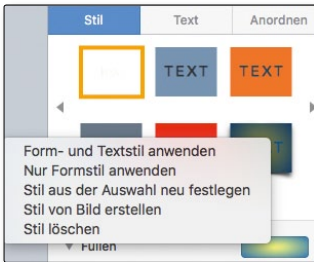 Stil Text Anordnen
TEXT TEXT
Form- und Textstil anwenden
Nur Formstil anwenden
Stil aus der Auswahl neu festlegen
Stil von Bild erstellen
Stil löschen
Füllen